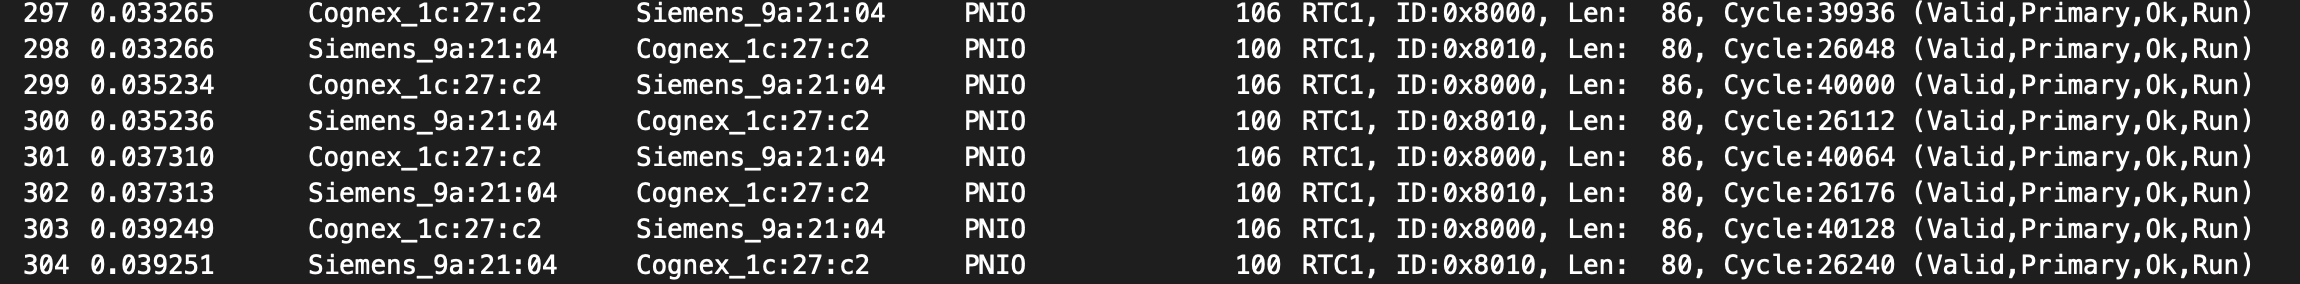 297 0.033265 Cognex_1c:27:c2 Siemens_9a:21:04 PNIO 106 RTC1, ID:0x8000, Len: 86, Cycle:39936 (Valid,Primary,Ok,Run)
298 0.033266 Siemens_9a:21:04 Cognex_1c:27:c2 PNIO 100 RTC1, ID:0x8010, Len: 80, Cycle:26048 (Valid,Primary,Ok,Run)
299 0.035234 Cognex_1c:27:c2 Siemens_9a:21:04 PNIO 106 RTC1, ID:0x8000, Len: 86, Cycle:40000 (Valid,Primary,Ok,Run)
300 0.035236 Siemens_9a:21:04 Cognex_1c:27:c2 PNIO 100 RTC1, ID:0x8010, Len: 80, Cycle:26112 (Valid,Primary,Ok,Run)
301 0.037310 Cognex_1c:27:c2 Siemens_9a:21:04 PNIO 106 RTC1, ID:0x8000, Len: 86, Cycle:40064 (Valid,Primary,Ok,Run)
302 0.037313 Siemens_9a:21:04 Cognex_1c:27:c2 PNIO 100 RTC1, ID:0x8010, Len: 80, Cycle:26176 (Valid,Primary,Ok,Run)
303 0.039249 Cognex_1c:27:c2 Siemens_9a:21:04 PNIO 106 RTC1, ID:0x8000, Len: 86, Cycle:40128 (Valid,Primary,Ok,Run)
304 0.039251 Siemens_9a:21:04 Cognex_1c:27:c2 PNIO 100 RTC1, ID:0x8010, Len: 80, Cycle:26240 (Valid,Primary,Ok,Run)